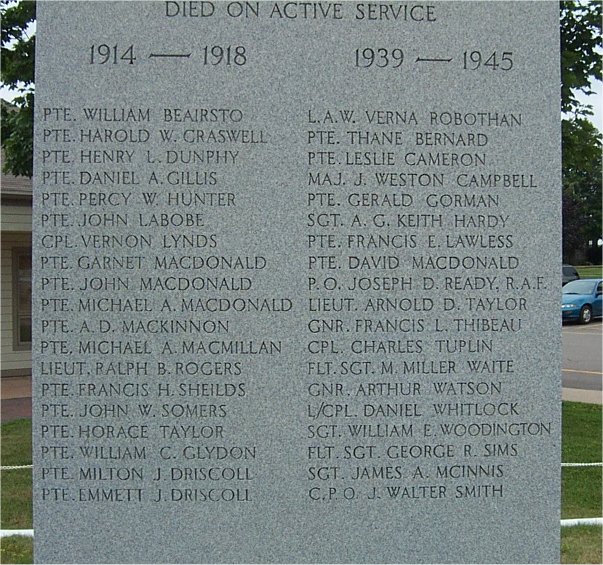 DIED ON ACTIVE SERVICE
1914 — 1918
PTE. WILLIAM BEAIRSTO
PTE. HAROLD W. CRASWELL
PTE. HENRY L. DUNPHY
PTE. DANIEL A. GILLIS
PTE. PERCY W. HUNTER
PTE. JOHN LABOBE
CPL. VERNON LYNDS
PTE. GARNET MACDONALD
PTE. JOHN MACDONALD
PTE. MICHAEL A. MACDONALD
PTE. A. D. MACKINNON
PTE. MICHAEL A. MACMILLAN
LIEUT. RALPH B. ROGERS
PTE. FRANCIS H. SHEILDS
PTE. JOHN W. SOMERS
PTE. HORACE TAYLOR
PTE. WILLIAM C. GLYDON
PTE. MILTON J. DRISCOLL
PTE. EMMETT J. DRISCOLL
1939 — 1945
L.A.W. VERNA ROBOTHAN
PTE. THANE BERNARD
PTE. LESLIE CAMERON
MAJ. J. WESTON CAMPBELL
PTE. GERALD GORMAN
SGT. A. G. KEITH HARDY
PTE. FRANCIS E. LAWLESS
PTE. DAVID MACDONALD
P.O. JOSEPH D. READY, R.A.F.
LIEUT. ARNOLD D. TAYLOR
GNR. FRANCIS L. THIBEAU
CPL. CHARLES TUPLIN
FLT. SGT. M. MILLER WAITE
GNR. ARTHUR WATSON
L/CPL. DANIEL WHITLOCK
SGT. WILLIAM E. WOODINGTON
FLT. SGT. GEORGE R. SIMS
SGT. JAMES A. MCINNIS
C.P.O. J. WALTER SMITH